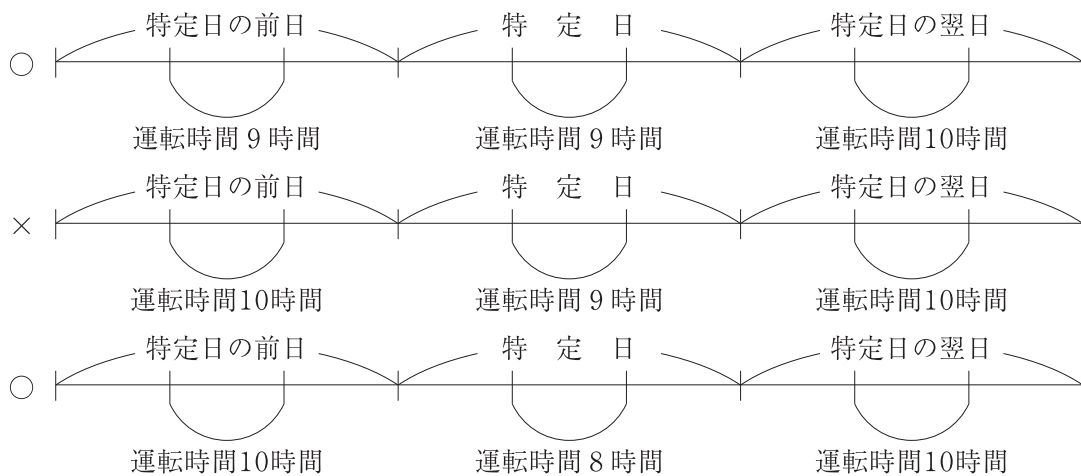 特定日の前日 特 定 日 特定日の翌日
○
運転時間9時間 運転時間9時間 運転時間10時間
特定日の前日 特 定 日 特定日の翌日
×
運転時間10時間 運転時間9時間 運転時間10時間
特定日の前日 特 定 日 特定日の翌日
○
運転時間10時間 運転時間8時間 運転時間10時間